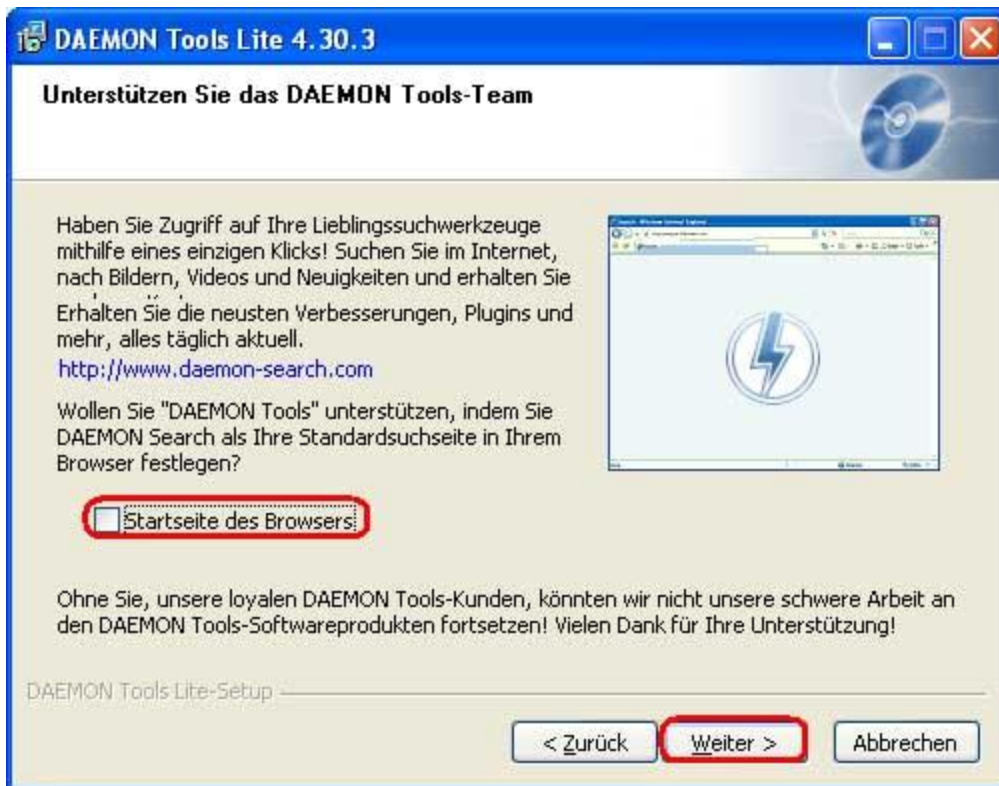 DAEMON Tools Lite 4.30.3
Unterstützen Sie das DAEMON Tools-Team
Haben Sie Zugriff auf Ihre Lieblingssuchwerkzeuge
mithilfe eines einzigen Klicks! Suchen Sie im Internet,
nach Bildern, Videos und Neuigkeiten und erhalten Sie
Erhalten Sie die neusten Verbesserungen, Plugins und
mehr, alles täglich aktuell.
http://www.daemon-search.com
Wollen Sie "DAEMON Tools" unterstützen, indem Sie
DAEMON Search als Ihre Standardsuchseite in Ihrem
Browser festlegen?
Startseite des Browsers
Ohne Sie, unsere loyalen DAEMON Tools-Kunden, könnten wir nicht unsere schwere Arbeit an
den DAEMON Tools-Softwareprodukten fortsetzen! Vielen Dank für Ihre Unterstützung!
DAEMON Tools Lite-Setup
< Zurück
Weiter >
Abbrechen